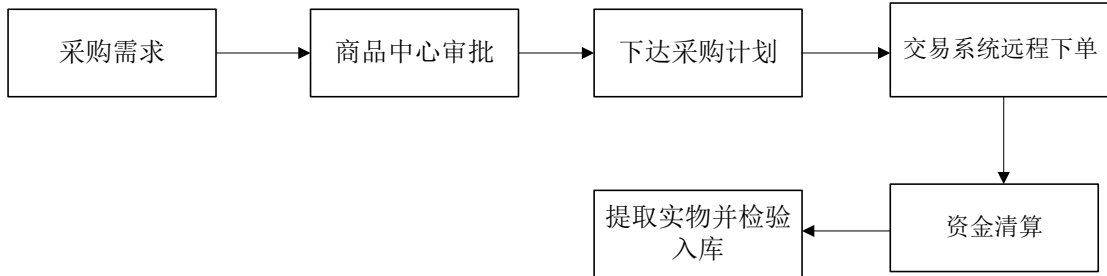 采购需求
商品中心审批
下达采购计划
交易系统远程下单
资金清算
提取实物并检验
入库